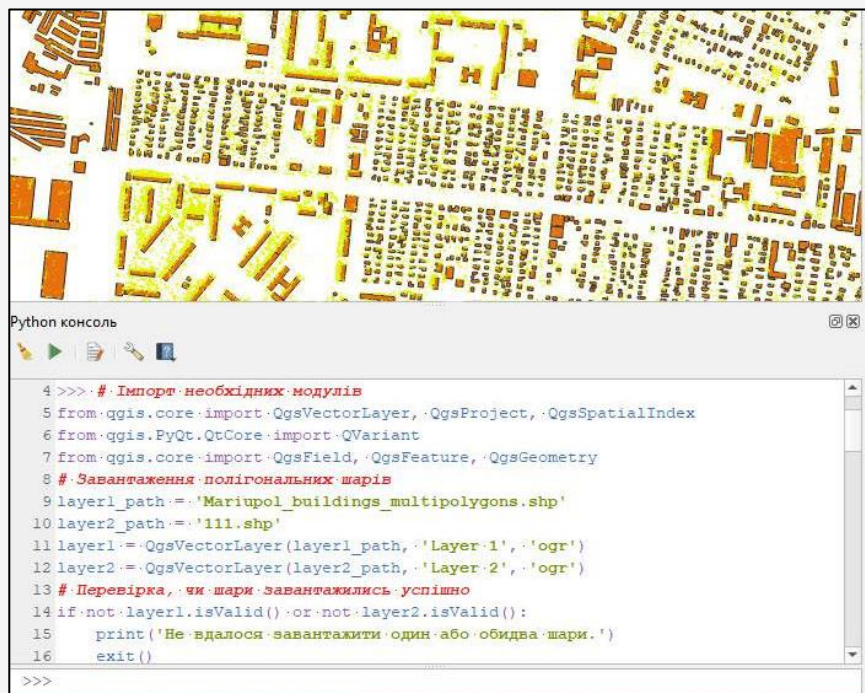 Python консоль
4 >>> # Імпорт необхідних модулів
5 from qgis.core import QgsVectorLayer, QgsProject, QgsSpatialIndex
6 from qgis.PyQt.QtCore import QVariant
7 from qgis.core import QgsField, QgsFeature, QgsGeometry
8 # Завантаження полігональних шарів
9 layer1_path = 'Mariupol_buildings_multipolygons.shp'
10 layer2_path = '111.shp'
11 layer1 = QgsVectorLayer(layer1_path, 'Layer 1', 'ogr')
12 layer2 = QgsVectorLayer(layer2_path, 'Layer 2', 'ogr')
13 # Перевірка, чи шари завантажились успішно
14 if not layer1.isValid() or not layer2.isValid():
15     print('Не вдалося завантажити один або обидва шари.')
16     exit()
>>>